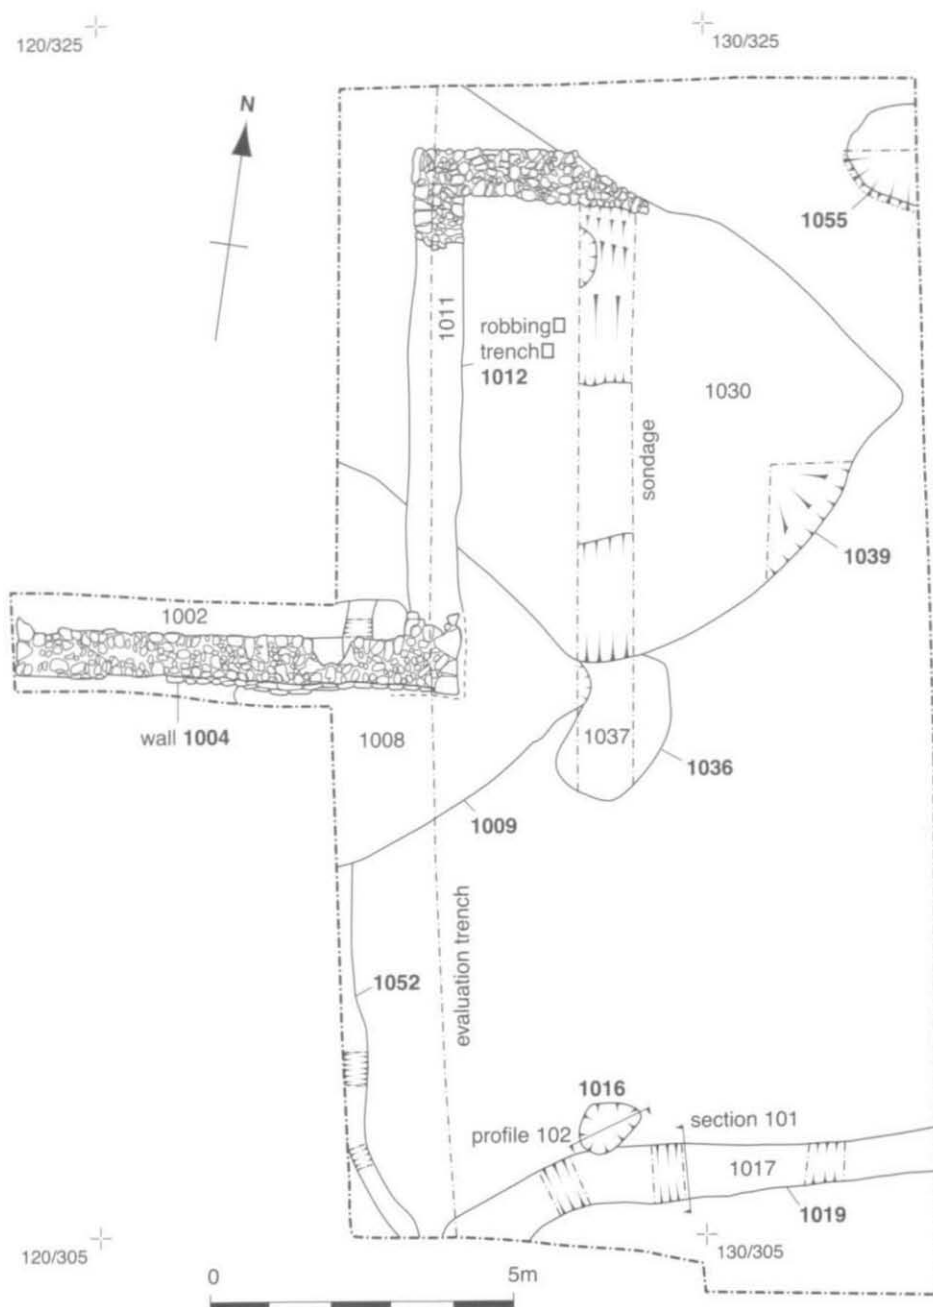 120/325
130/325
N
1055
1011
robbing□
trench□
1012
1030
sondage
1039
1002
wall 1004
1008
1037
1036
1009
evaluation trench
1052
1016
profile 102
section 101
1017
1019
120/305
130/305
0
5m